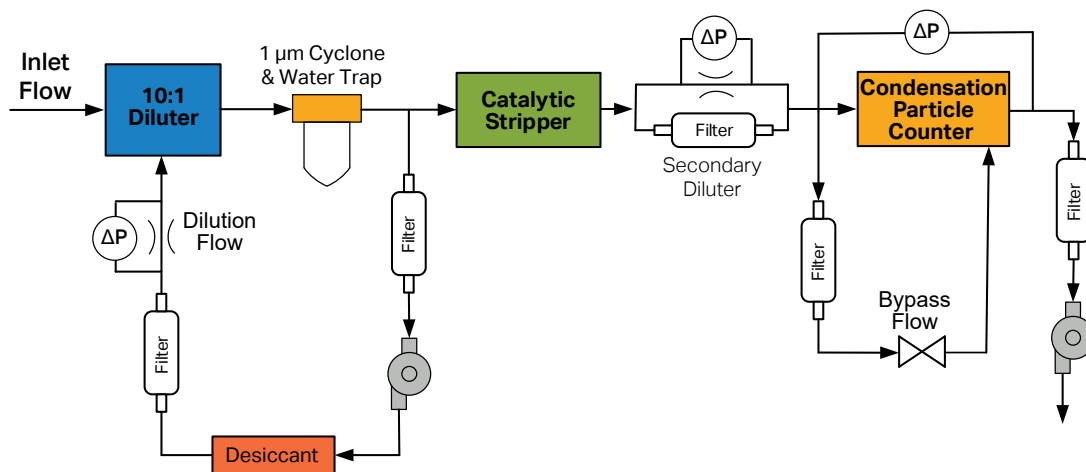 Inlet
Flow
10:1
Diluter
1 µm Cyclone
& Water Trap
Catalytic
Stripper
ΔP
Filter
Secondary
Diluter
ΔP
Condensation
Particle
Counter
Filter
ΔP
Dilution
Flow
Filter
Filter
Filter
Bypass
Flow
Desiccant